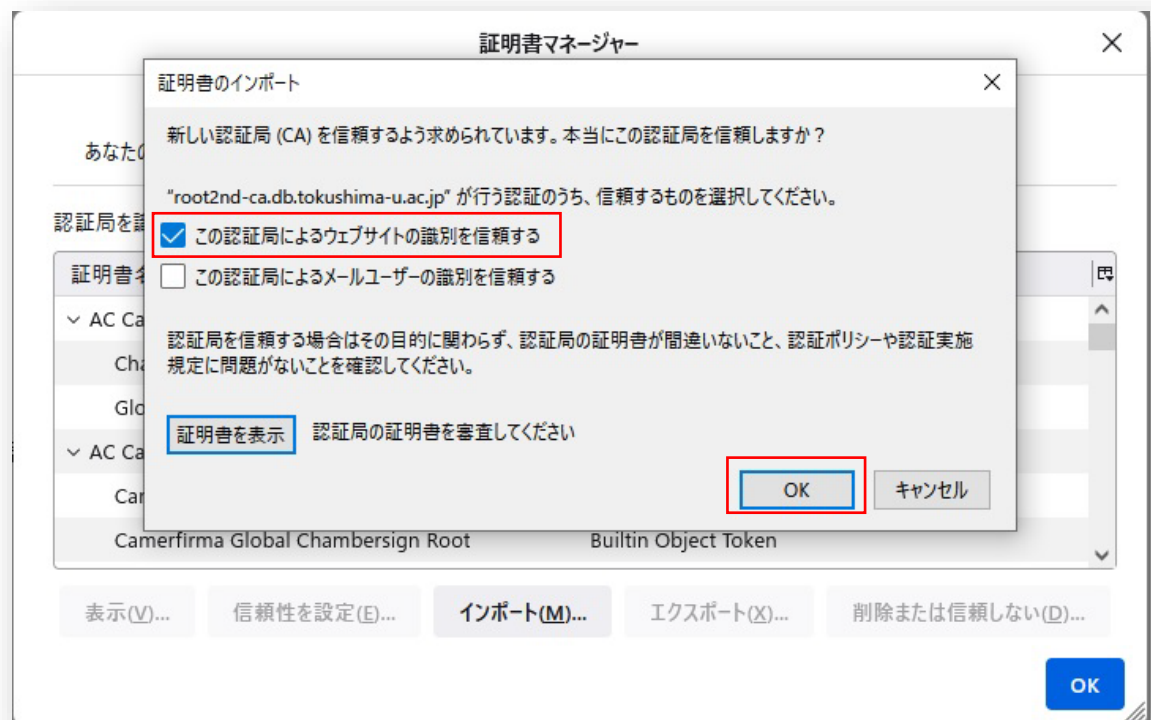 証明書マネージャー
証明書のインポート
新しい認証局 (CA) を信頼するよう求められています。本当にこの認証局を信頼しますか？
あなたの
"root2nd-ca.db.tokushima-u.ac.jp" が行う認証のうち、信頼するものを選択してください。
認証局を
この認証局によるウェブサイトの識別を信頼する
証明書名
この認証局によるメールユーザーの識別を信頼する
AC Ca
認証局を信頼する場合はその目的に関わらず、認証局の証明書が間違いないこと、認証ポリシーや認証実施
規定に問題がないことを確認してください。
Cha
Glo
証明書を表示 認証局の証明書を審査してください
AC Ca
OK キャンセル
Car
Camerfirma Global Chambersign Root Builtin Object Token
表示(V)... 信頼性を設定(E)... インポート(M)... エクスポート(X)... 削除または信頼しない(D)...
OK